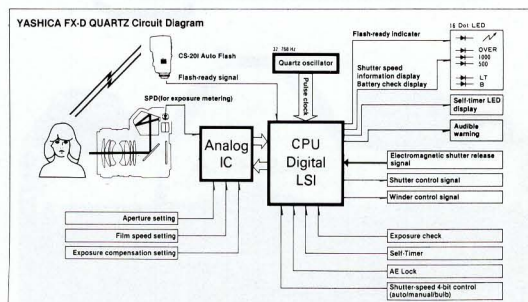 YASHICA FX-D QUARTZ Circuit Diagram
CS-201 Auto Flash
Flash-ready signal
SPD(for exposure metering)
32 768 Hz
Quartz oscillator
Pulse clock
Flash-ready indicator
Shutter speed
information display
Battery check display
16 Dot LED
OVER
1000
500
LT
B
Analog
IC
CPU
Digital
LSI
Self-timer LED
display
Audible
warning
Electromagnetic shutter release
signal
Shutter control signal
Winder control signal
Aperture setting
Film speed setting
Exposure compensation setting
Exposure check
Self-Timer
AE Lock
Shutter-speed 4-bit control
(auto/manual/bulb)